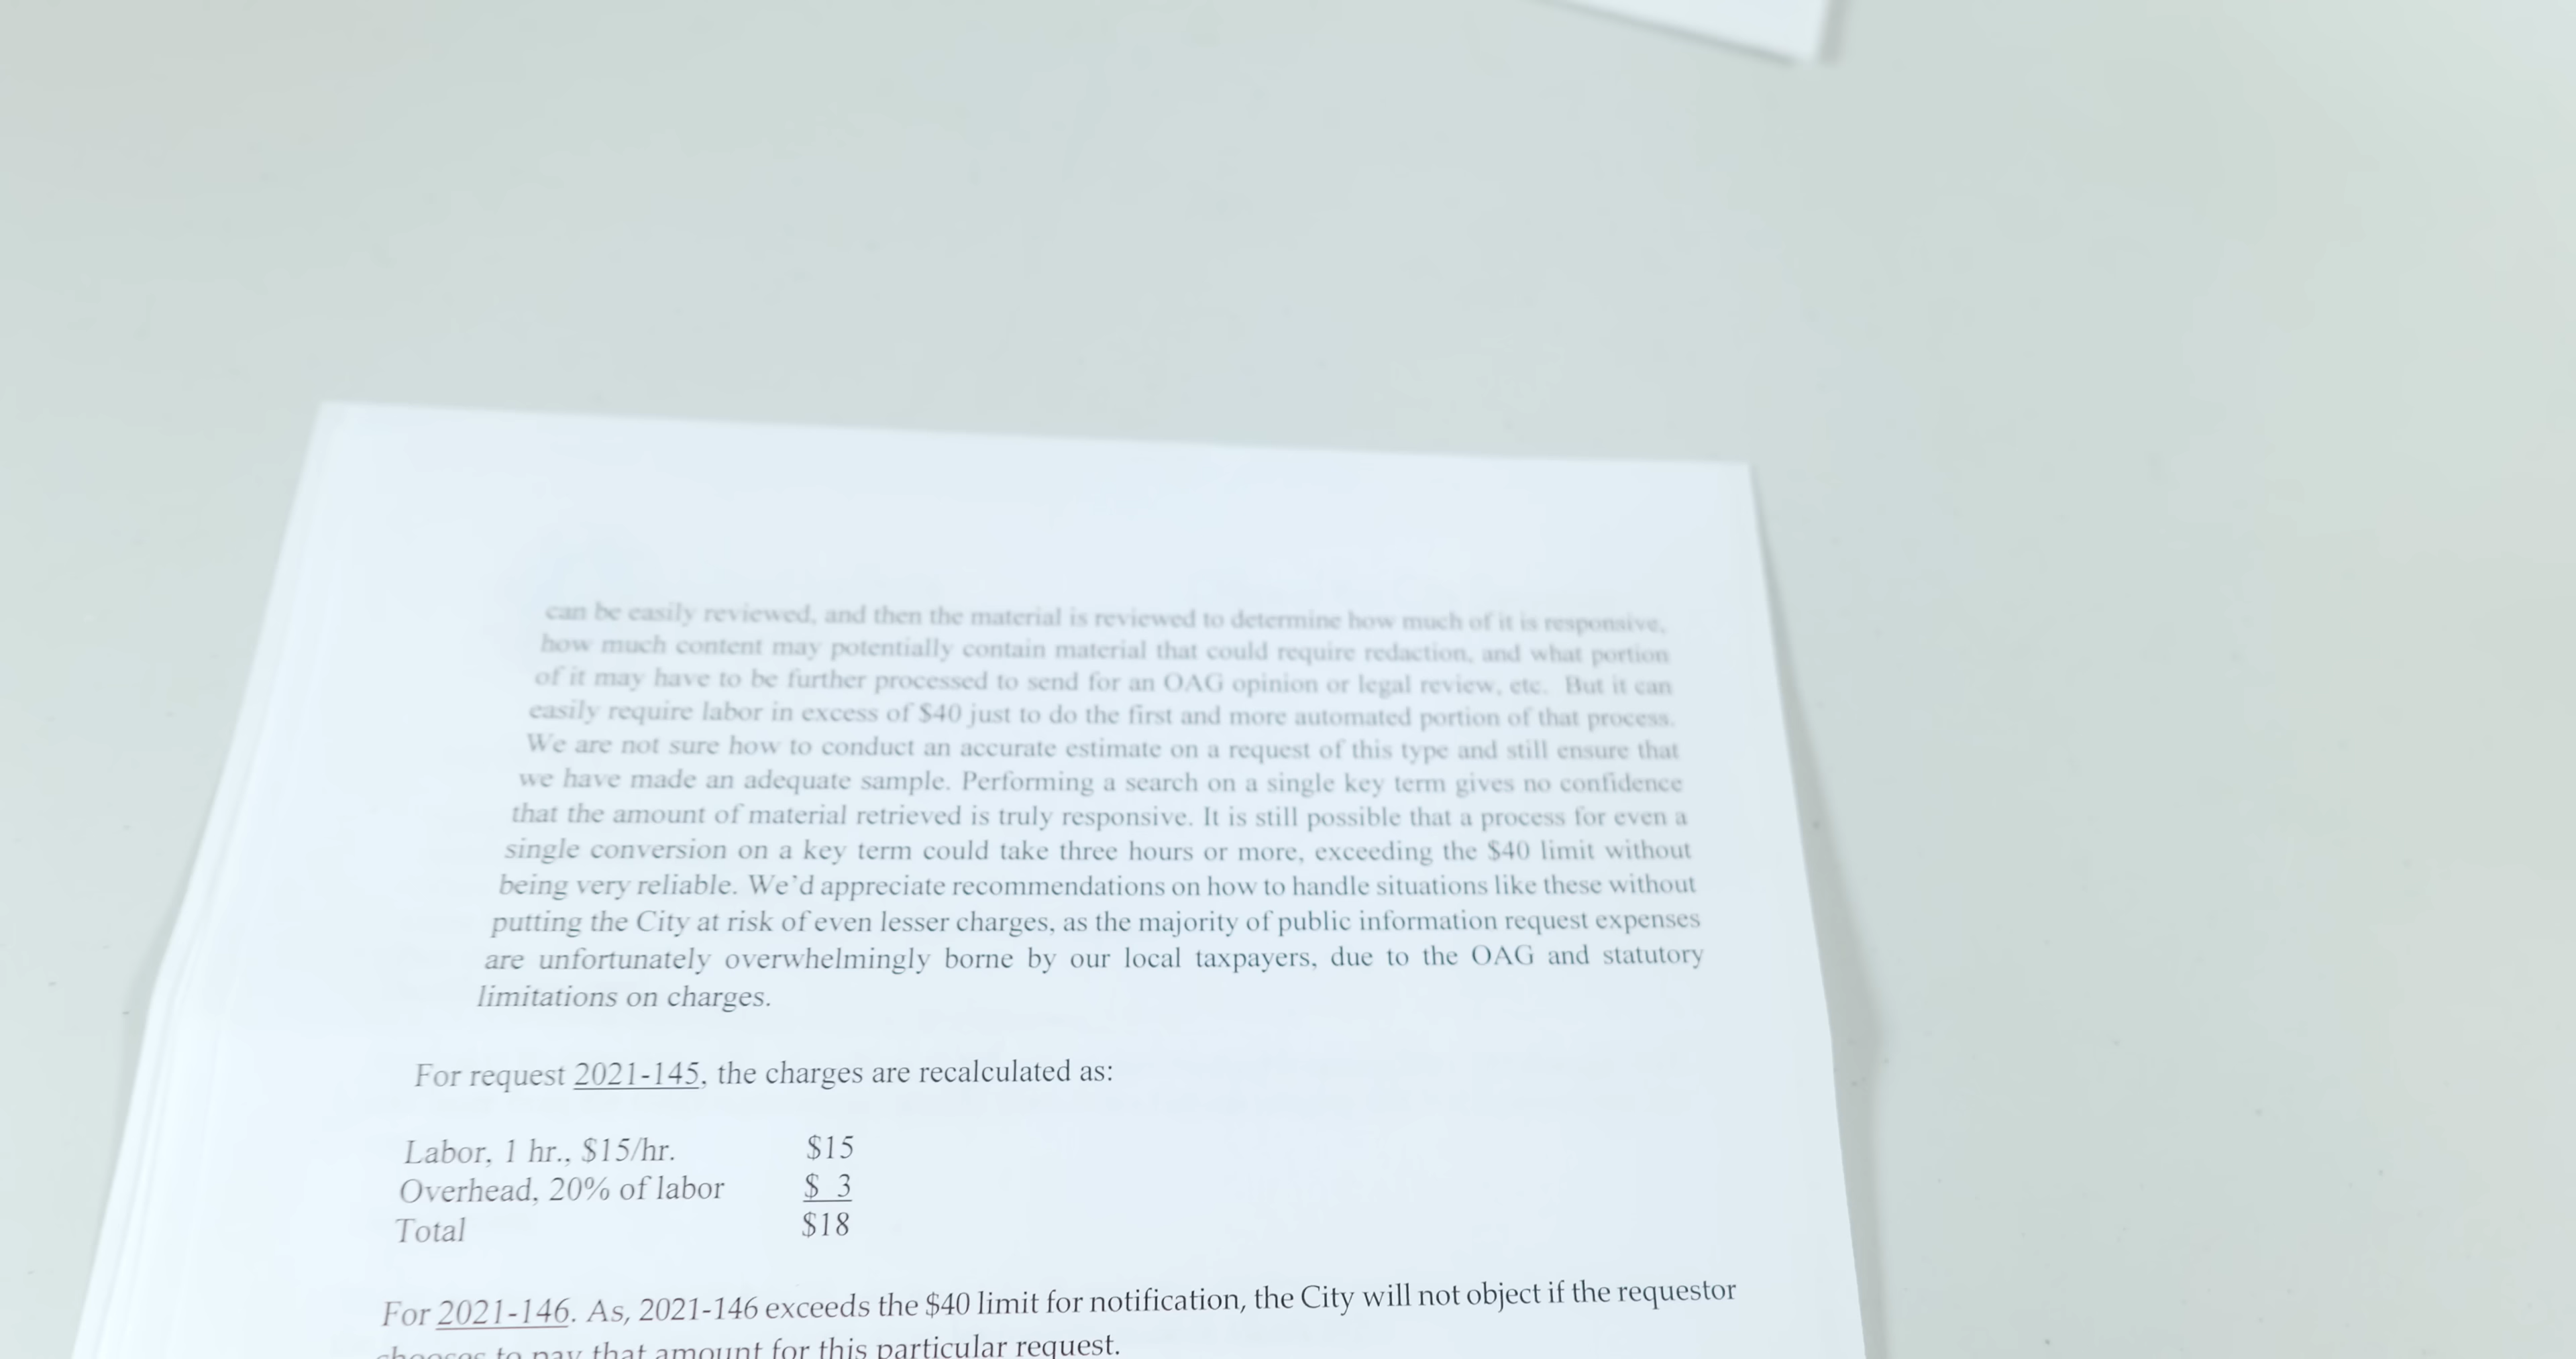 can be easily reviewed, and then the material is reviewed to determine how much of it is responsive,
how much content may potentially contain material that could require redaction, and what portion
of it may have to be further processed to send for an OAG opinion or legal review, etc.  But it can
easily require labor in excess of $40 just to do the first and more automated portion of that process.
We are not sure how to conduct an accurate estimate on a request of this type and still ensure that
we have made an adequate sample. Performing a search on a single key term gives no confidence
that the amount of material retrieved is truly responsive. It is still possible that a process for even a
single conversion on a key term could take three hours or more, exceeding the $40 limit without
being very reliable. We'd appreciate recommendations on how to handle situations like these without
putting the City at risk of even lesser charges, as the majority of public information request expenses
are unfortunately overwhelmingly borne by our local taxpayers, due to the OAG and statutory
limitations on charges.
For request 2021-145, the charges are recalculated as:
Labor, 1 hr., $15/hr. $15
Overhead, 20% of labor $ 3
Total $18
For 2021-146. As, 2021-146 exceeds the $40 limit for notification, the City will not object if the requestor
chooses to pay that amount for this particular request.